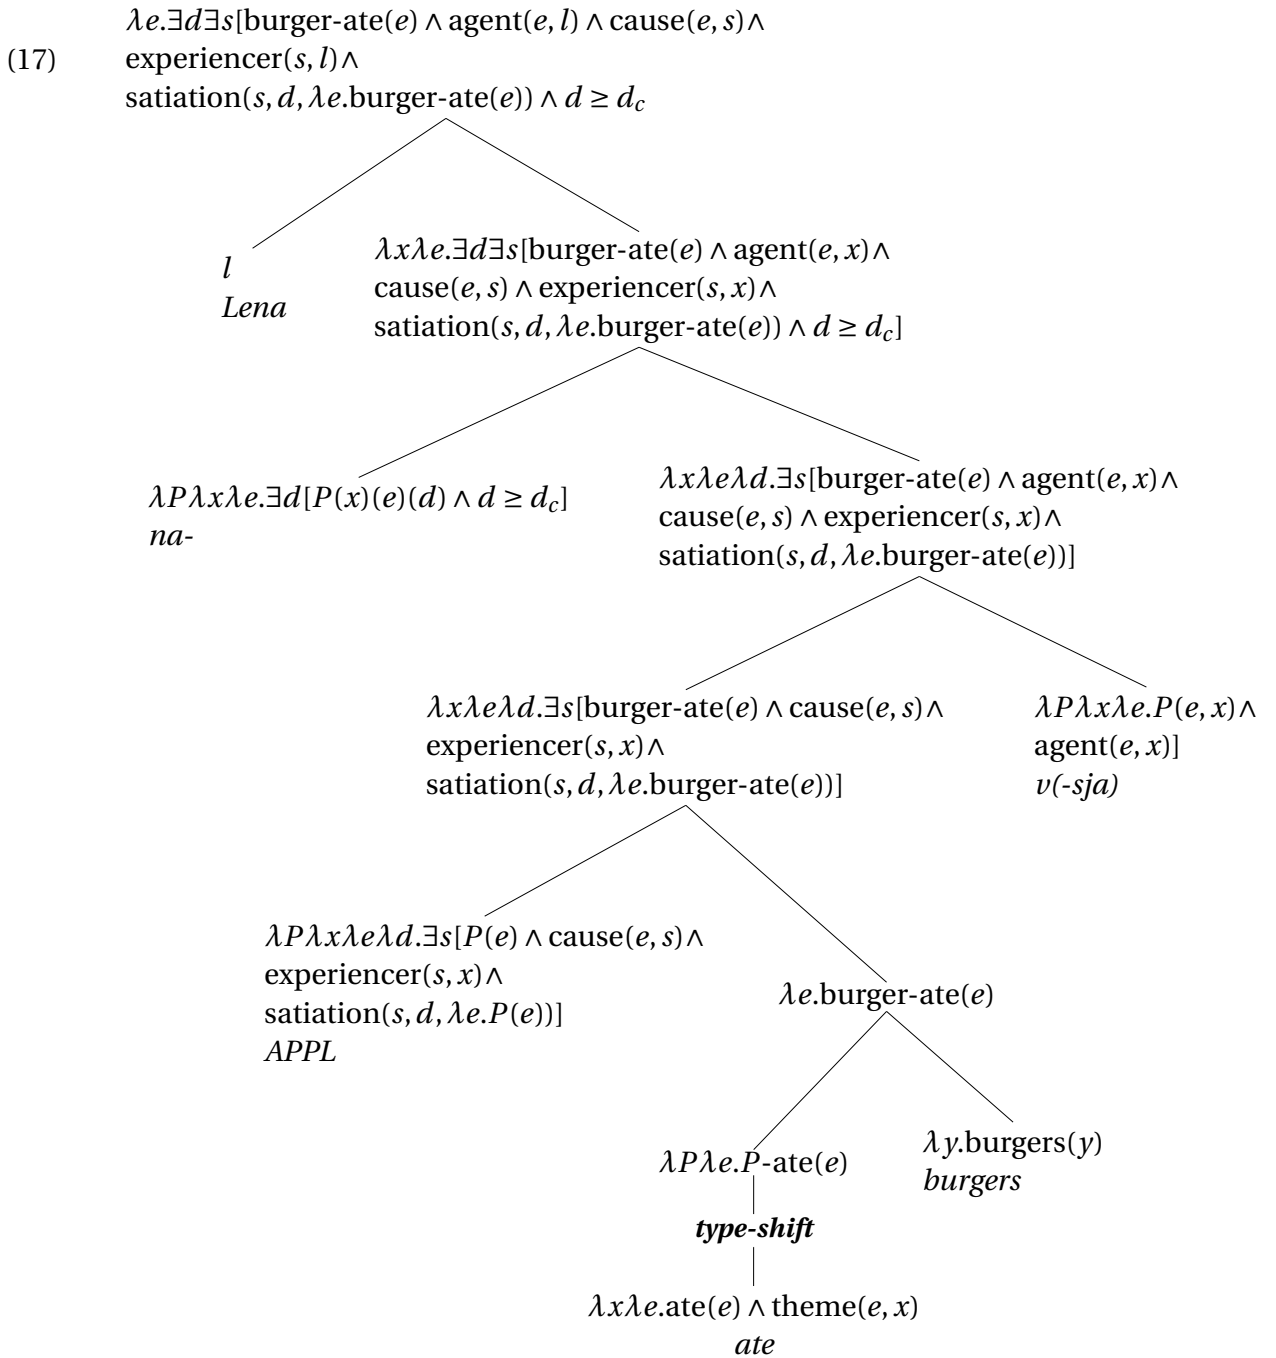 λe.∃d∃s[burger-ate(e) ∧ agent(e, l) ∧ cause(e, s)∧
(17) experiencer(s, l)∧
satiation(s, d, λe.burger-ate(e)) ∧ d ≥ d_c
l
Lena
λxλe.∃d∃s[burger-ate(e) ∧ agent(e, x)∧
cause(e, s) ∧ experiencer(s, x)∧
satiation(s, d, λe.burger-ate(e)) ∧ d ≥ d_c]
λPλxλe.∃d[P(x)(e)(d) ∧ d ≥ d_c]
na-
λxλeλd.∃s[burger-ate(e) ∧ agent(e, x)∧
cause(e, s) ∧ experiencer(s, x)∧
satiation(s, d, λe.burger-ate(e))]
λxλeλd.∃s[burger-ate(e) ∧ cause(e, s)∧
experiencer(s, x)∧
satiation(s, d, λe.burger-ate(e))]
λPλxλe.P(e, x)∧
agent(e, x)]
v(-sja)
λPλxλeλd.∃s[P(e) ∧ cause(e, s)∧
experiencer(s, x)∧
satiation(s, d, λe.P(e))]
APPL
λe.burger-ate(e)
λPλe.P-ate(e)
λy.burgers(y)
burgers
type-shift
λxλe.ate(e) ∧ theme(e, x)
ate